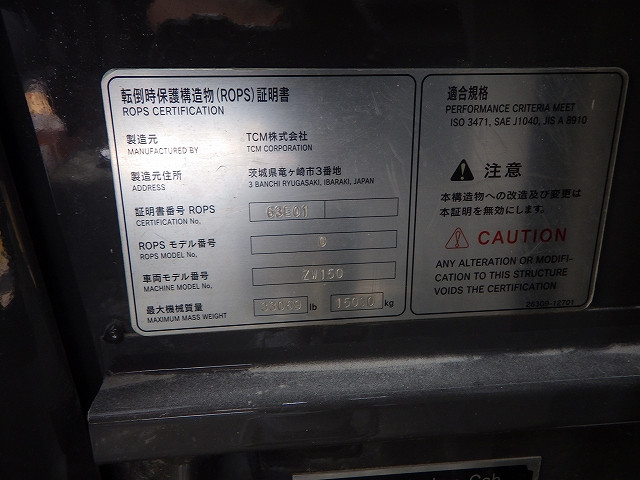 転倒時保護構造物(ROPS)証明書
ROPS CERTIFICATION
製造元 TCM株式会社
MANUFACTURED BY TCM CORPORATION
製造元住所 茨城県竜ヶ崎市3番地
ADDRESS 3 BANCHI RYUGASAKI, IBARAKI, JAPAN
証明書番号 ROPS
CERTIFICATION No. 63E01
ROPS モデル番号
ROPS MODEL No.
車両モデル番号
MACHINE MODEL No. ZW150
最大機械質量
MAXIMUM MASS WEIGHT lb kg
適合規格
PERFORMANCE CRITERIA MEET
ISO 3471, SAE J1040, JIS A 8910
注意
本構造物への改造及び変更は
本証明を無効にします.
CAUTION
ANY ALTERATION OR MODIFI-
CATION TO THIS STRUCTURE
VOIDS THE CERTIFICATION
Cab